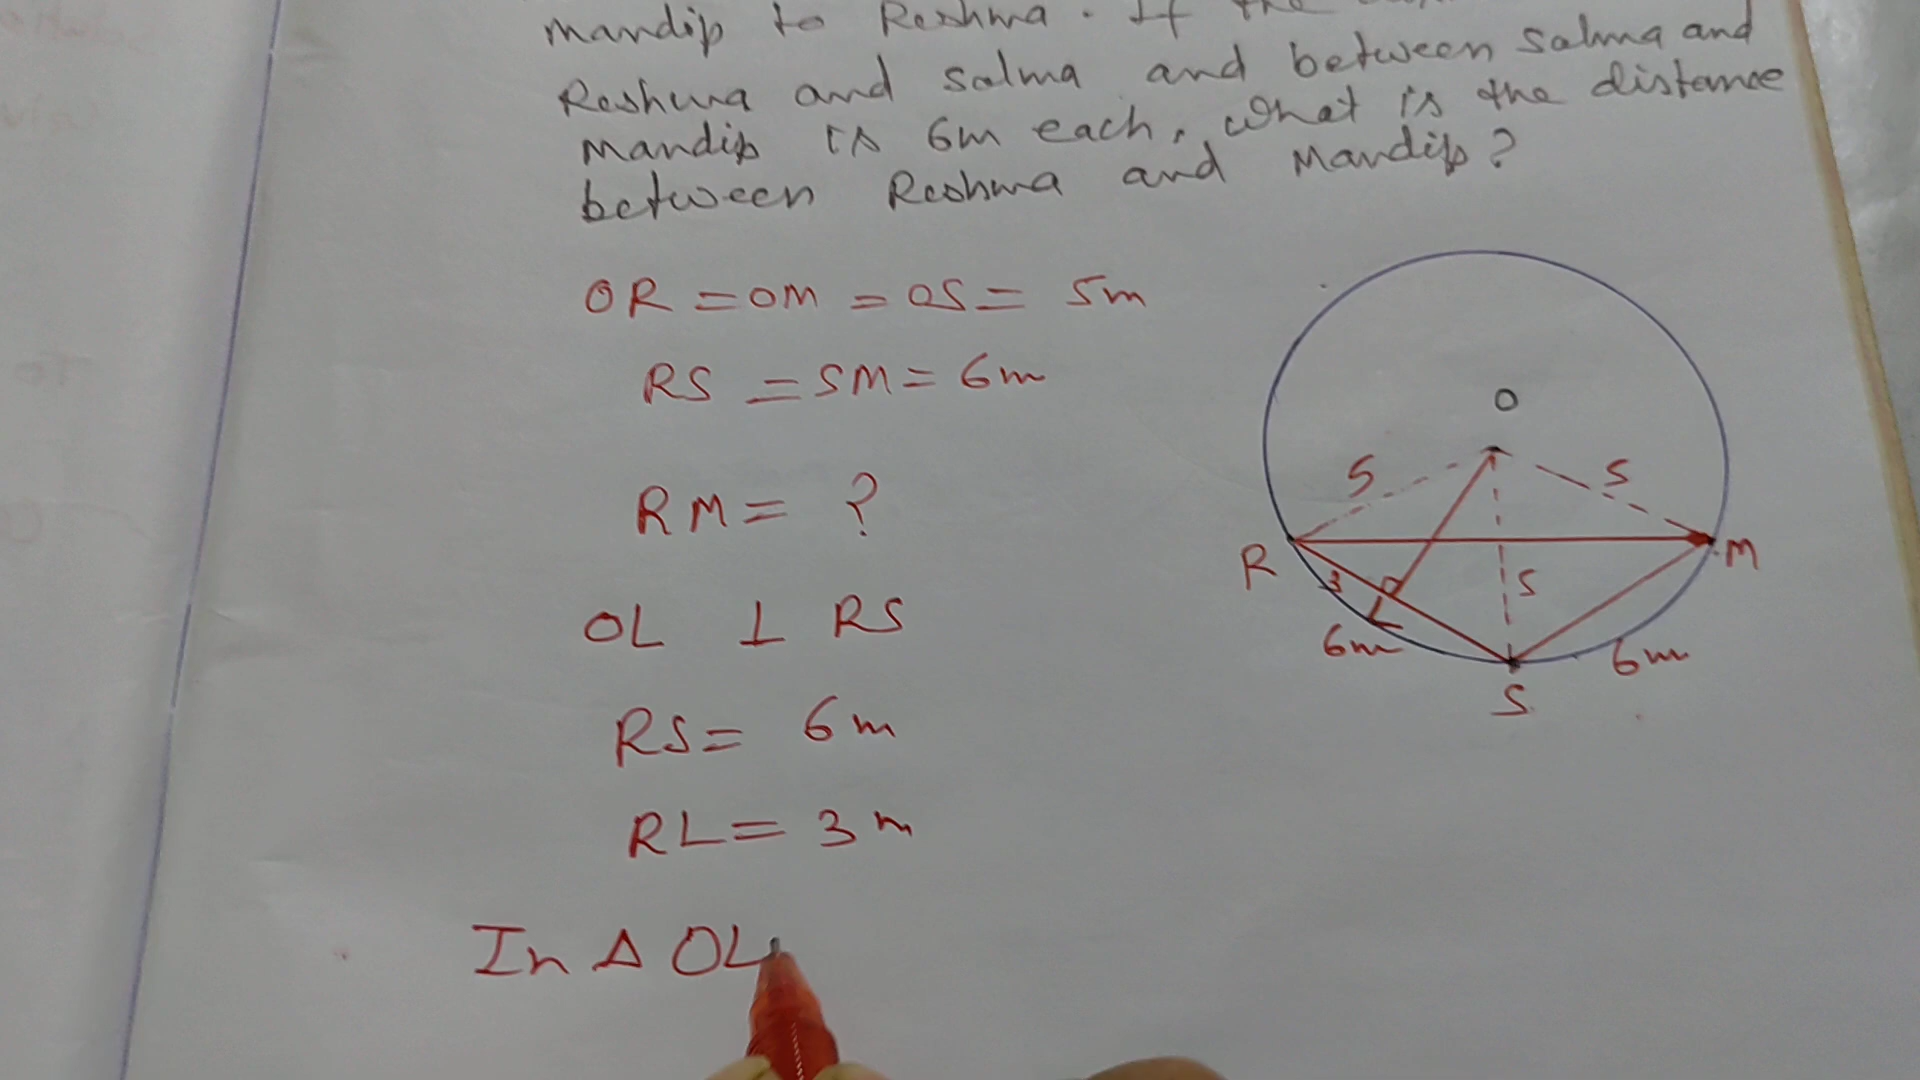 mandip to Reshma. If the
Reshma and Salma and between Salma and
Mandip is 6m each, what is the distance
between Reshma and Mandip?
OR = OM = OS = 5m
RS = SM = 6m
RM = ?
OL ⊥ RS
RS = 6m
RL = 3m
In Δ OL
O
5 5
R M
3 5
L
6m 6m
S